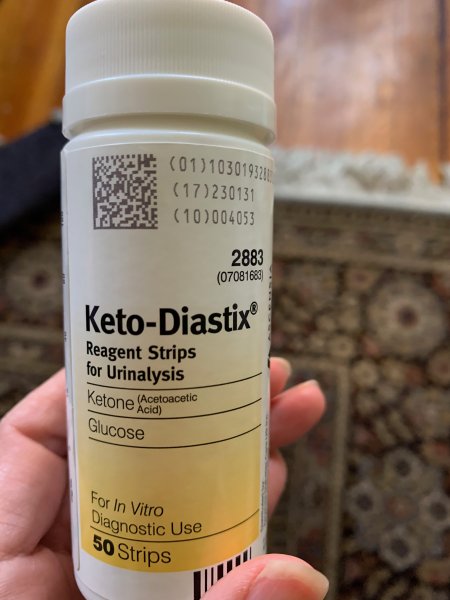 (01)103019328
(17)230131
(10)004053
2883
(07081683)
Keto-Diastix®
Reagent Strips
for Urinalysis
Ketone (Acetoacetic
Acid)
Glucose
For In Vitro
Diagnostic Use
50 Strips